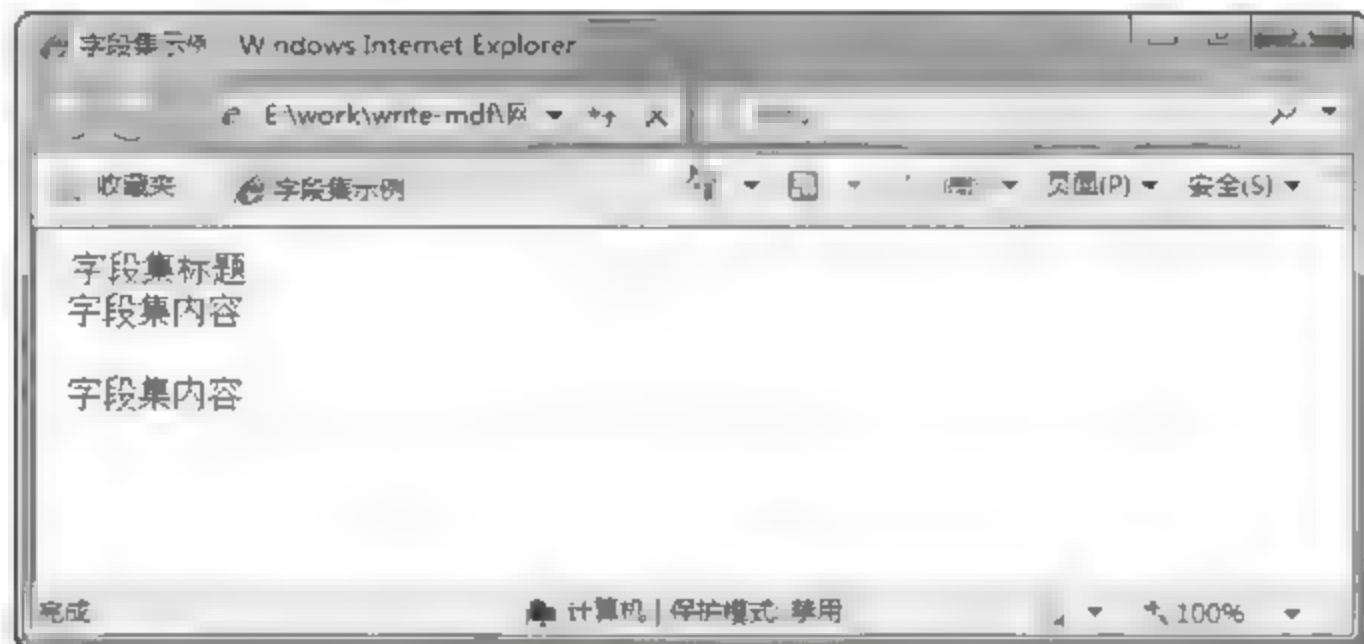 字段集示例 Windows Internet Explorer
E:\work\write-mdf\网
收藏夹 字段集示例 页面(P) 安全(S)
字段集标题
字段集内容
字段集内容
完成 计算机 | 保护模式: 禁用 100%